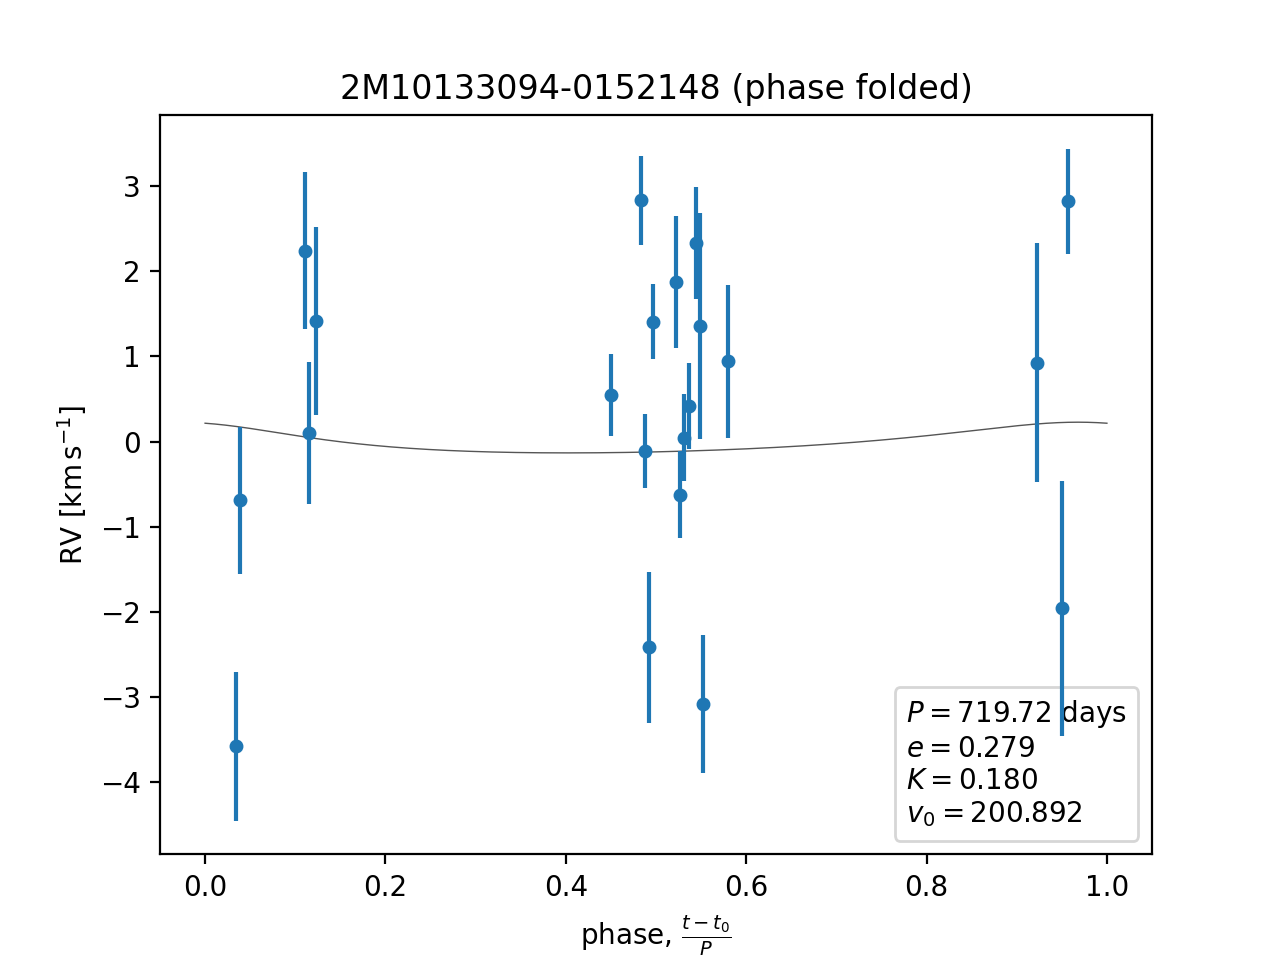 2M10133094-0152148 (phase folded)
RV [km s⁻¹]
3
2
1
0
−1
−2
−3
−4
P = 719.72 days
e = 0.279
K = 0.180
v₀ = 200.892
0.0 0.2 0.4 0.6 0.8 1.0
phase, (t − t₀)/P